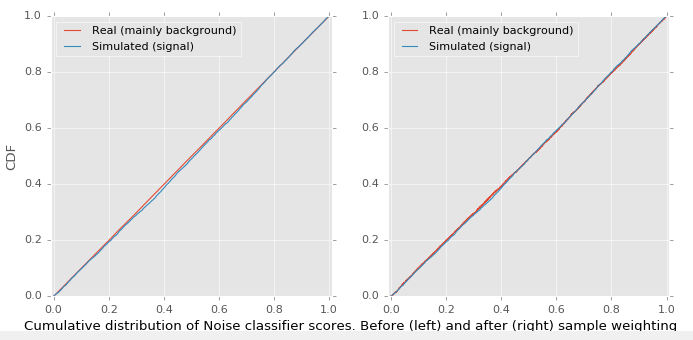 1.0
Real (mainly background)
Simulated (signal)
0.8
0.6
CDF
0.4
0.2
0.0
0.0 0.2 0.4 0.6 0.8 1.0
1.0
Real (mainly background)
Simulated (signal)
0.8
0.6
0.4
0.2
0.0
0.0 0.2 0.4 0.6 0.8 1.0
Cumulative distribution of Noise classifier scores. Before (left) and after (right) sample weighting